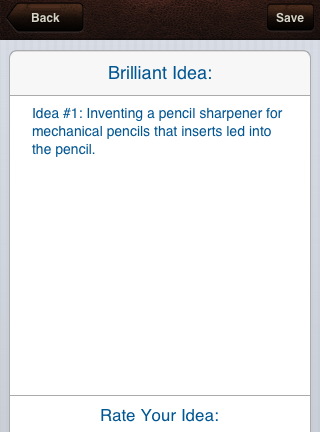 Back
Save
Brilliant Idea:
Idea #1: Inventing a pencil sharpener for
mechanical pencils that inserts led into
the pencil.
Rate Your Idea: